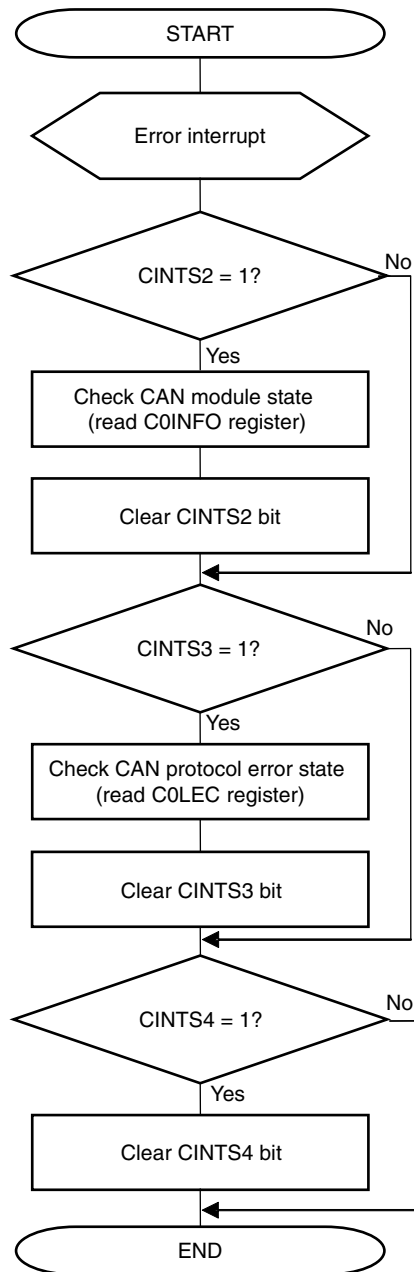 START
Error interrupt
CINTS2 = 1?
No
Yes
Check CAN module state
(read C0INFO register)
Clear CINTS2 bit
CINTS3 = 1?
No
Yes
Check CAN protocol error state
(read C0LEC register)
Clear CINTS3 bit
CINTS4 = 1?
No
Yes
Clear CINTS4 bit
END